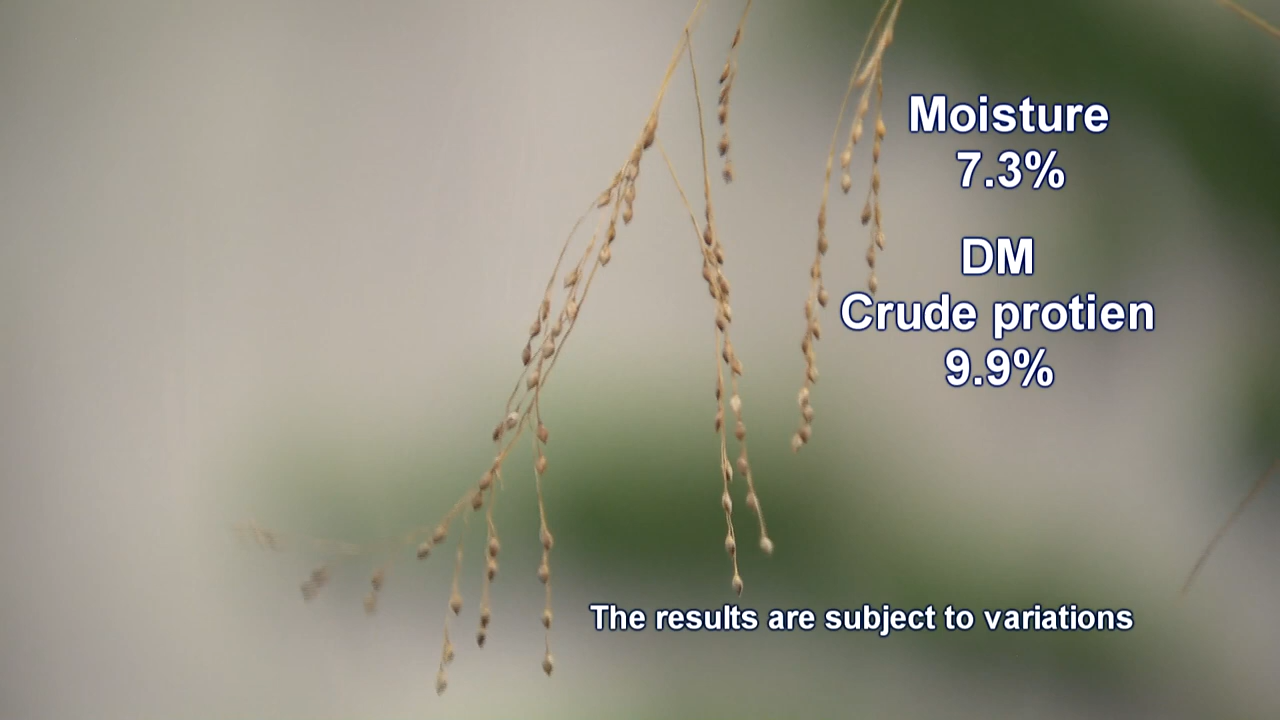 Moisture
7.3%
DM
Crude protien
9.9%
The results are subject to variations